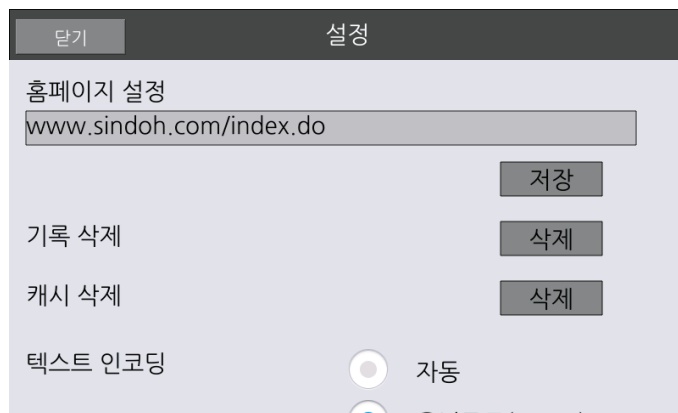 닫기
설정
홈페이지 설정
www.sindoh.com/index.do
저장
기록 삭제
삭제
캐시 삭제
삭제
텍스트 인코딩
자동